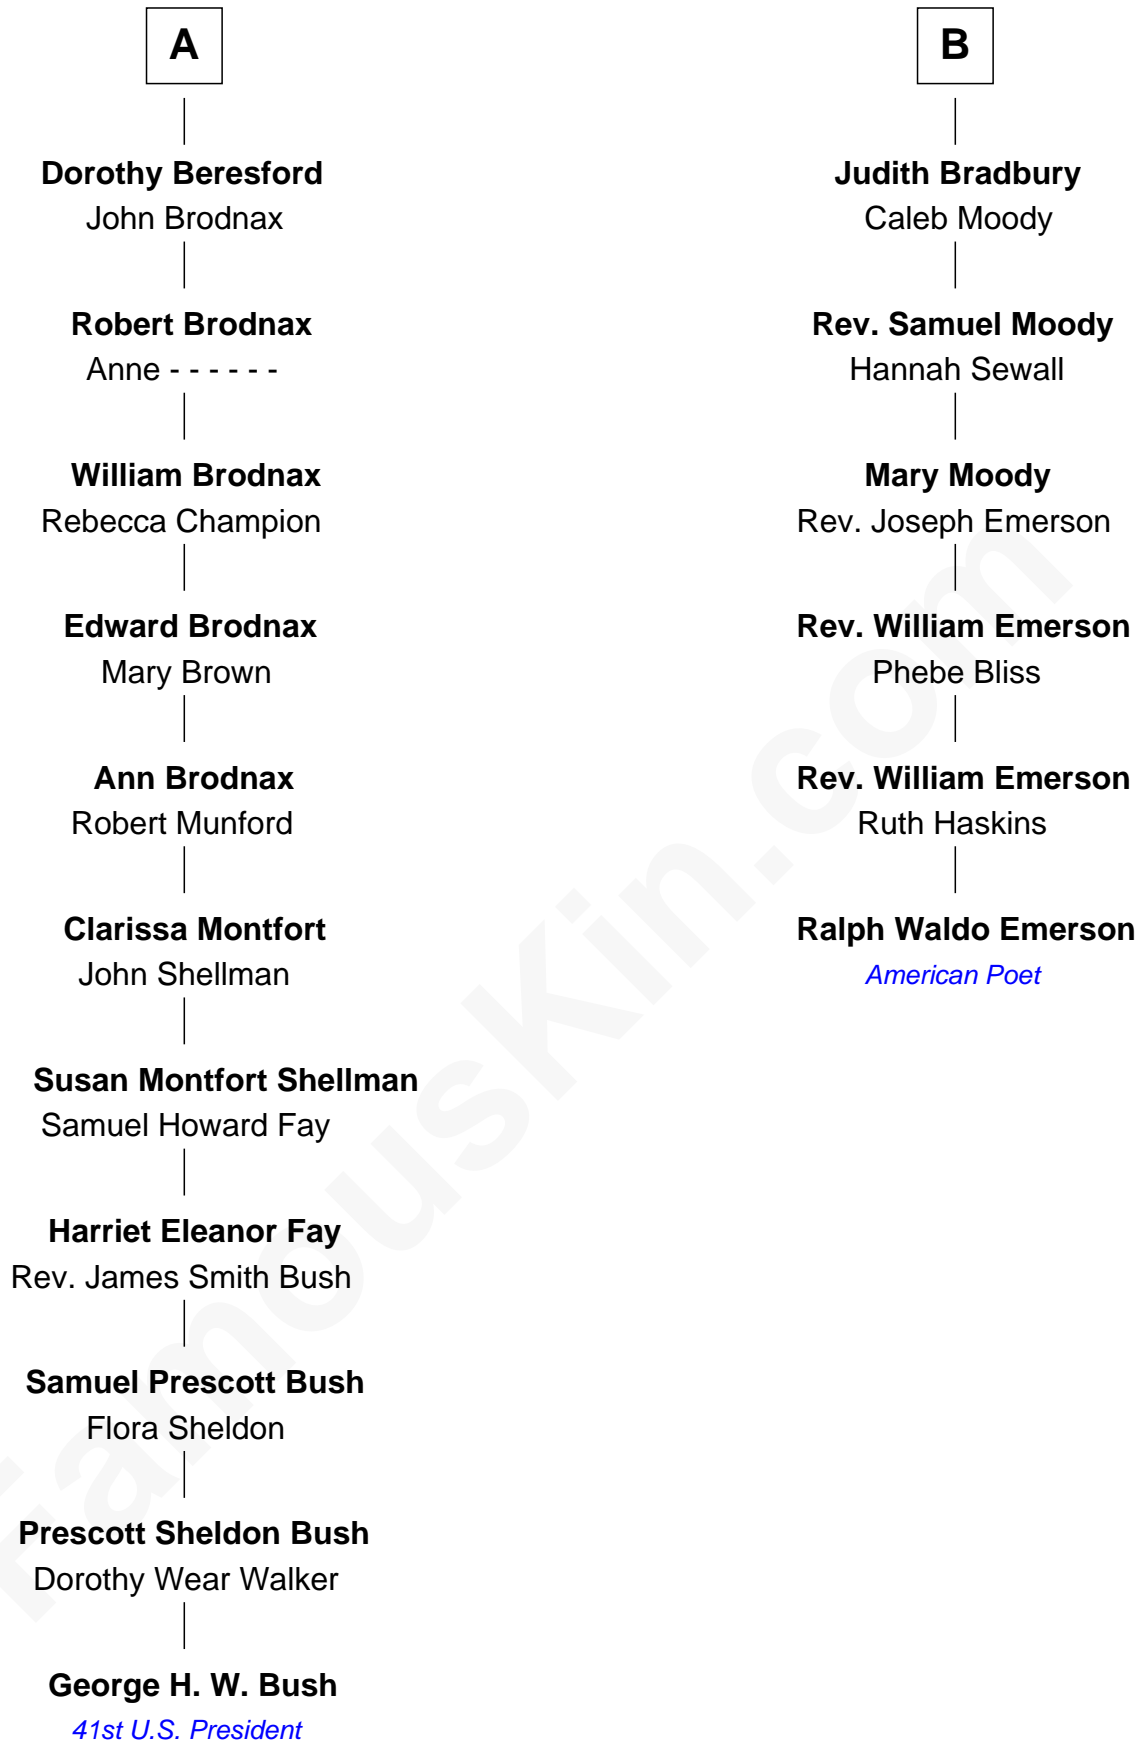 A
Dorothy Beresford
John Brodnax
Robert Brodnax
Anne - - - - - -
William Brodnax
Rebecca Champion
Edward Brodnax
Mary Brown
Ann Brodnax
Robert Munford
Clarissa Montfort
John Shellman
Susan Montfort Shellman
Samuel Howard Fay
Harriet Eleanor Fay
Rev. James Smith Bush
Samuel Prescott Bush
Flora Sheldon
Prescott Sheldon Bush
Dorothy Wear Walker
George H. W. Bush
41st U.S. President
B
Judith Bradbury
Caleb Moody
Rev. Samuel Moody
Hannah Sewall
Mary Moody
Rev. Joseph Emerson
Rev. William Emerson
Phebe Bliss
Rev. William Emerson
Ruth Haskins
Ralph Waldo Emerson
American Poet
FamousKin.com